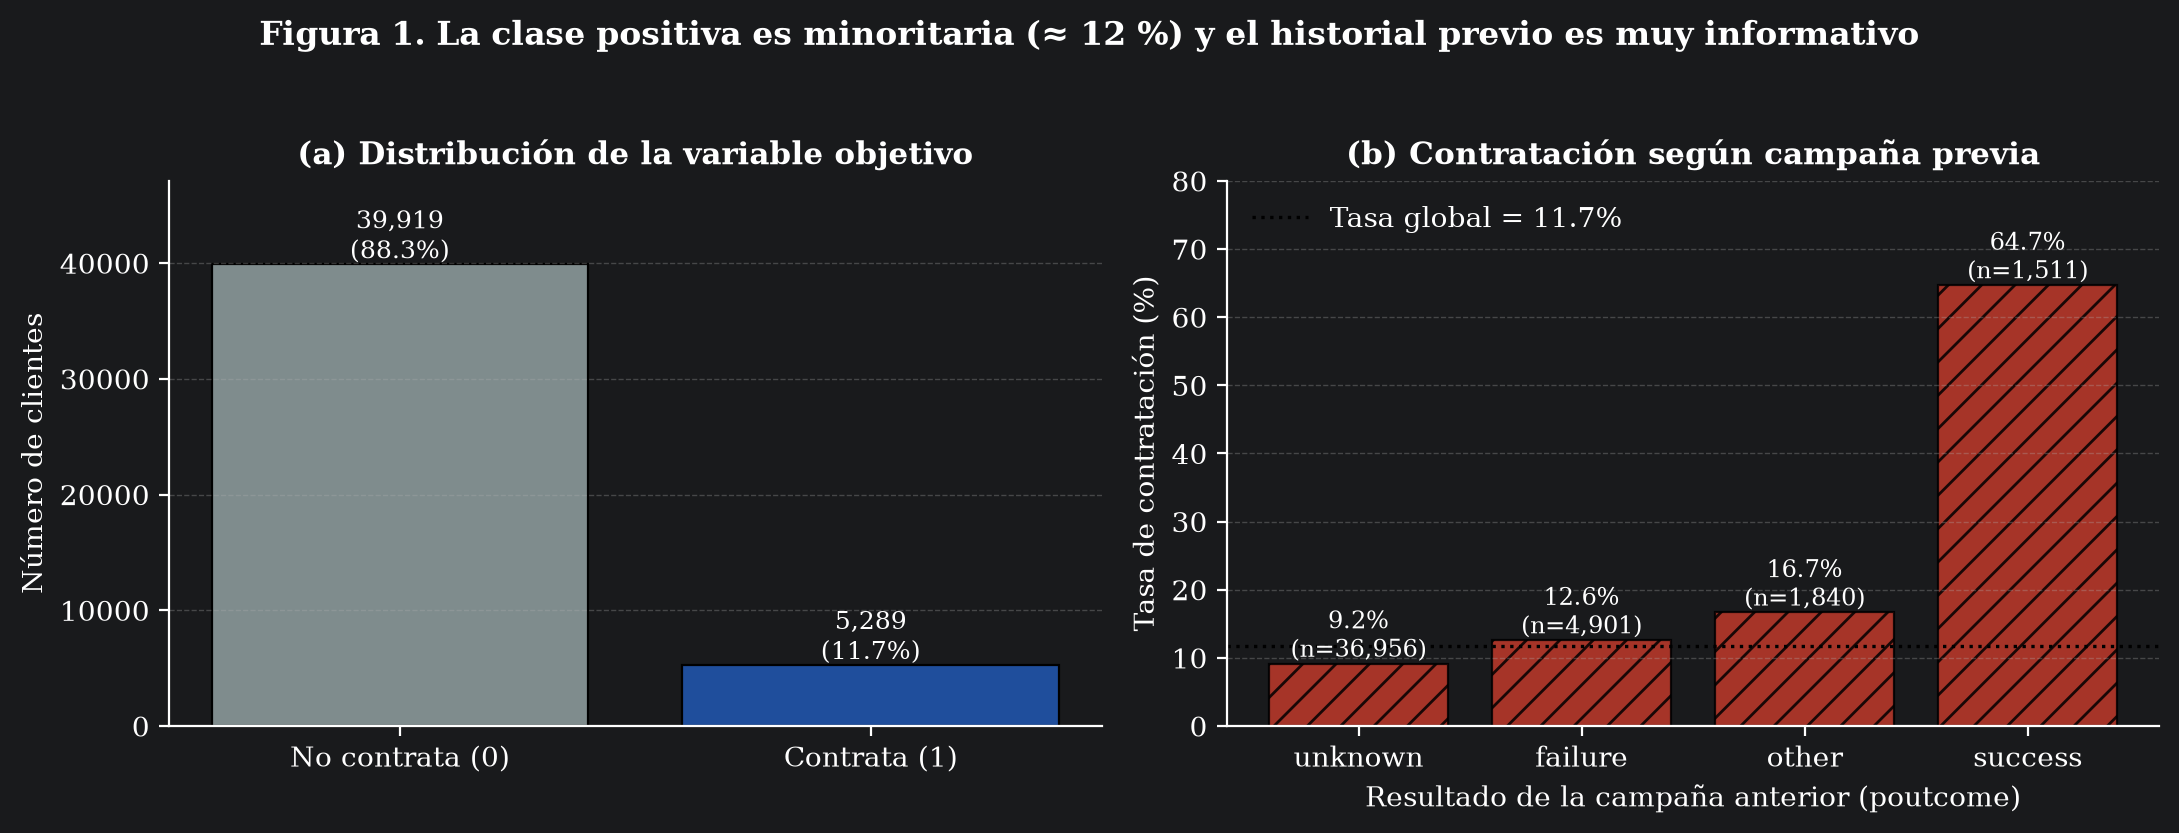 Figura 1. La clase positiva es minoritaria (≈ 12 %) y el historial previo es muy informativo
(a) Distribución de la variable objetivo
Número de clientes
40000
30000
20000
10000
0
39,919
(88.3%)
5,289
(11.7%)
No contrata (0)
Contrata (1)
(b) Contratación según campaña previa
Tasa de contratación (%)
80
70
60
50
40
30
20
10
0
Tasa global = 11.7%
9.2%
(n=36,956)
12.6%
(n=4,901)
16.7%
(n=1,840)
64.7%
(n=1,511)
unknown
failure
other
success
Resultado de la campaña anterior (poutcome)